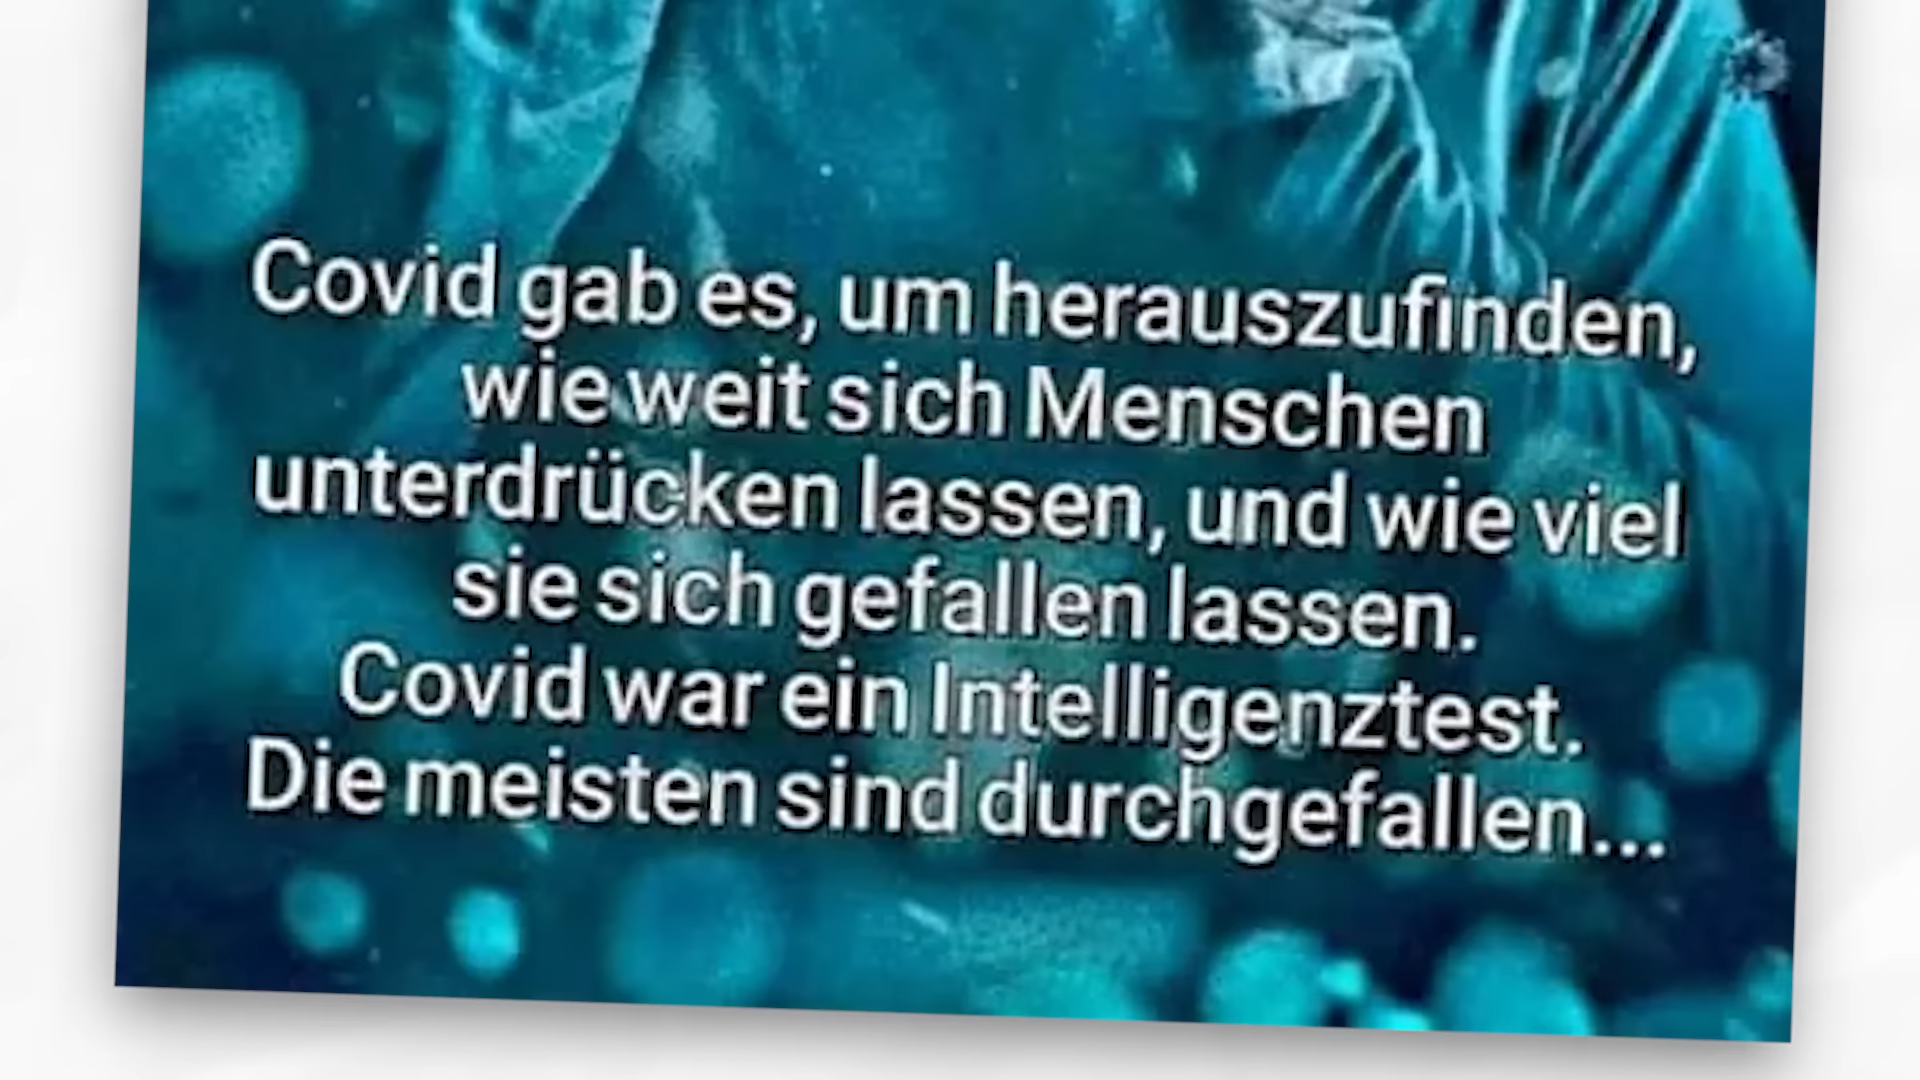 Covid gab es, um herauszufinden,
wie weit sich Menschen
unterdrücken lassen, und wie viel
sie sich gefallen lassen.
Covid war ein Intelligenztest.
Die meisten sind durchgefallen...